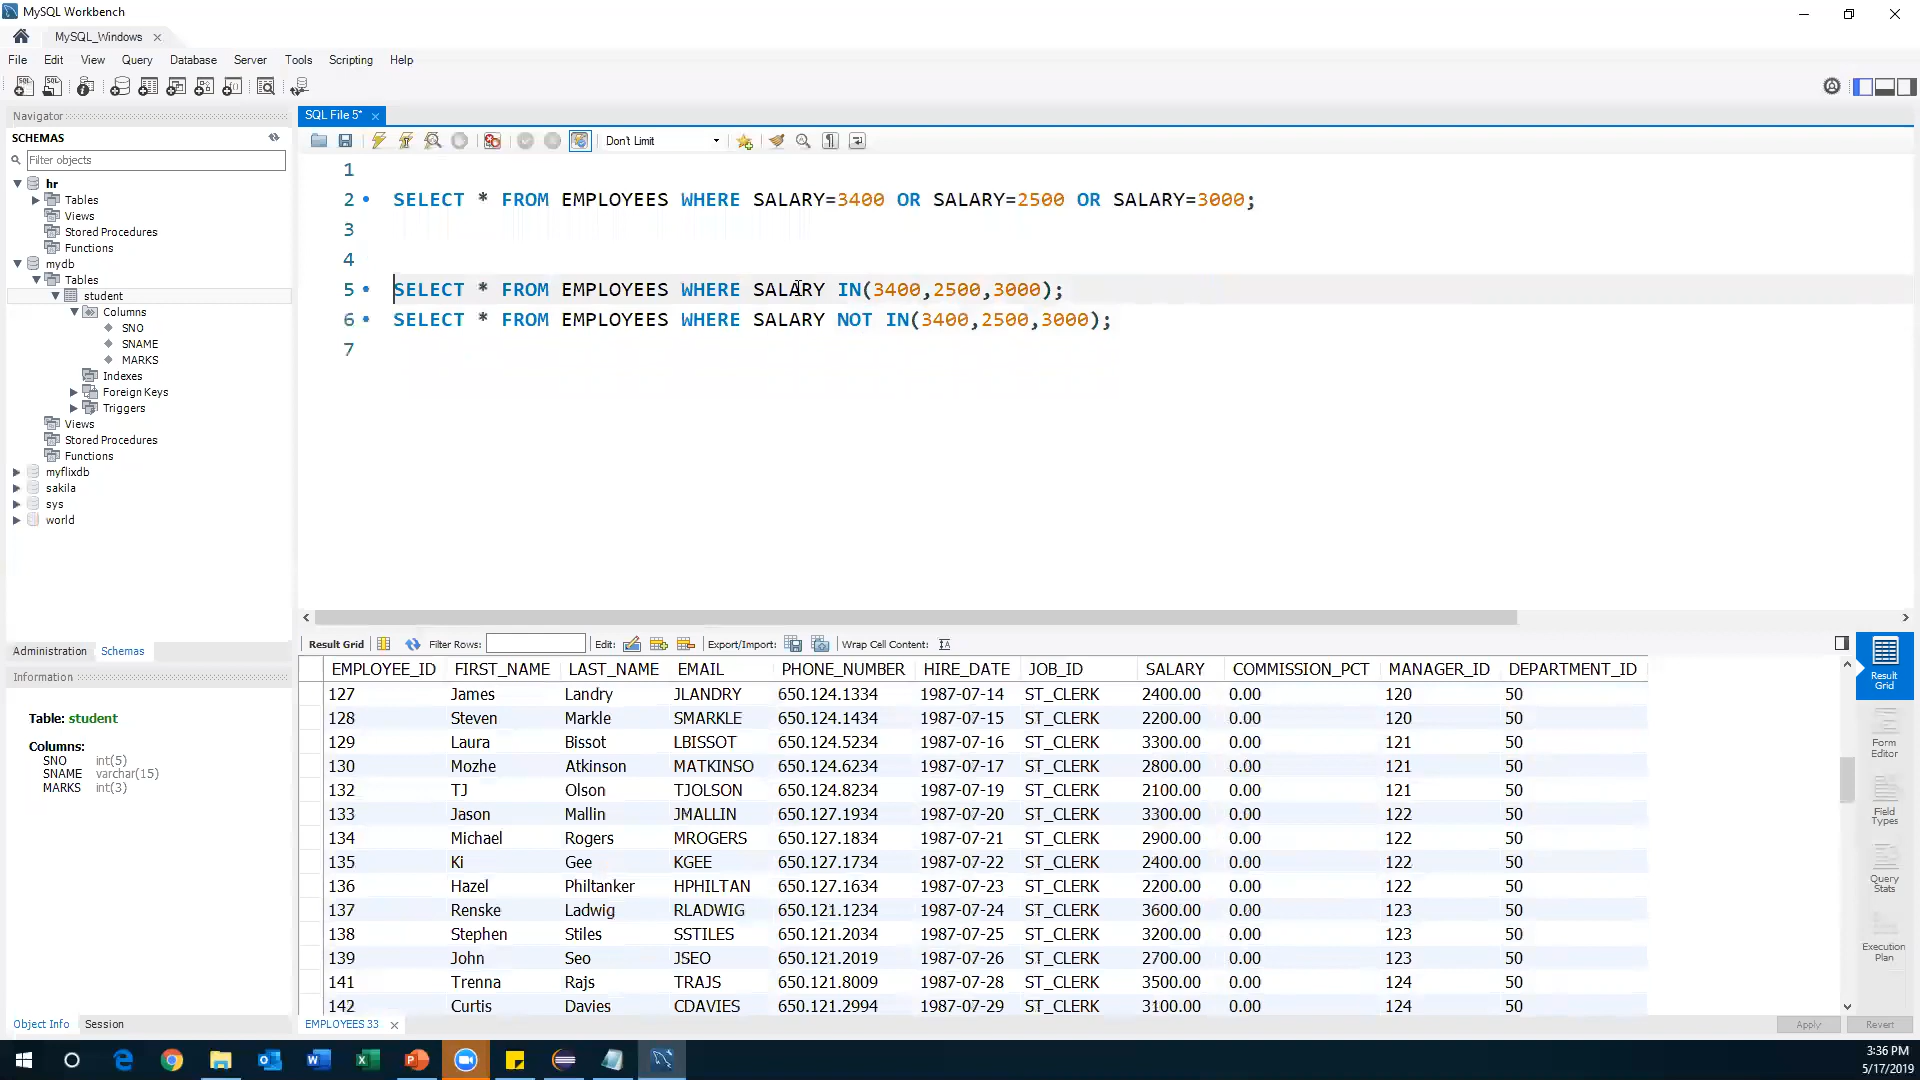 MySQL Workbench
MySQL_Windows
File Edit View Query Database Server Tools Scripting Help
Navigator
SCHEMAS
Filter objects
hr
Tables
Views
Stored Procedures
Functions
mydb
Tables
student
Columns
SNO
SNAME
MARKS
Indexes
Foreign Keys
Triggers
Views
Stored Procedures
Functions
myflixdb
sakila
sys
world
Administration Schemas
Information
Table: student
Columns:
SNO int(5)
SNAME varchar(15)
MARKS int(3)
Object Info Session
SQL File 5*
Don't Limit
1
2 SELECT * FROM EMPLOYEES WHERE SALARY=3400 OR SALARY=2500 OR SALARY=3000;
3
4
5 SELECT * FROM EMPLOYEES WHERE SALARY IN(3400,2500,3000);
6 SELECT * FROM EMPLOYEES WHERE SALARY NOT IN(3400,2500,3000);
7
Result Grid Filter Rows: Edit: Export/Import: Wrap Cell Content:
EMPLOYEE_ID FIRST_NAME LAST_NAME EMAIL PHONE_NUMBER HIRE_DATE JOB_ID SALARY COMMISSION_PCT MANAGER_ID DEPARTMENT_ID
127 James Landry JLANDRY 650.124.1334 1987-07-14 ST_CLERK 2400.00 0.00 120 50
128 Steven Markle SMARKLE 650.124.1434 1987-07-15 ST_CLERK 2200.00 0.00 120 50
129 Laura Bissot LBISSOT 650.124.5234 1987-07-16 ST_CLERK 3300.00 0.00 121 50
130 Mozhe Atkinson MATKINSO 650.124.6234 1987-07-17 ST_CLERK 2800.00 0.00 121 50
132 TJ Olson TJOLSON 650.124.8234 1987-07-19 ST_CLERK 2100.00 0.00 121 50
133 Jason Mallin JMALLIN 650.127.1934 1987-07-20 ST_CLERK 3300.00 0.00 122 50
134 Michael Rogers MROGERS 650.127.1834 1987-07-21 ST_CLERK 2900.00 0.00 122 50
135 Ki Gee KGEE 650.127.1734 1987-07-22 ST_CLERK 2400.00 0.00 122 50
136 Hazel Philtanker HPHILTAN 650.127.1634 1987-07-23 ST_CLERK 2200.00 0.00 122 50
137 Renske Ladwig RLADWIG 650.121.1234 1987-07-24 ST_CLERK 3600.00 0.00 123 50
138 Stephen Stiles SSTILES 650.121.2034 1987-07-25 ST_CLERK 3200.00 0.00 123 50
139 John Seo JSEO 650.121.2019 1987-07-26 ST_CLERK 2700.00 0.00 123 50
141 Trenna Rajs TRAJS 650.121.8009 1987-07-28 ST_CLERK 3500.00 0.00 124 50
142 Curtis Davies CDAVIES 650.121.2994 1987-07-29 ST_CLERK 3100.00 0.00 124 50
EMPLOYEES 33
Apply Revert
Result
Grid
Form
Editor
Field
Types
Query
Stats
Execution
Plan
3:36 PM
5/17/2019